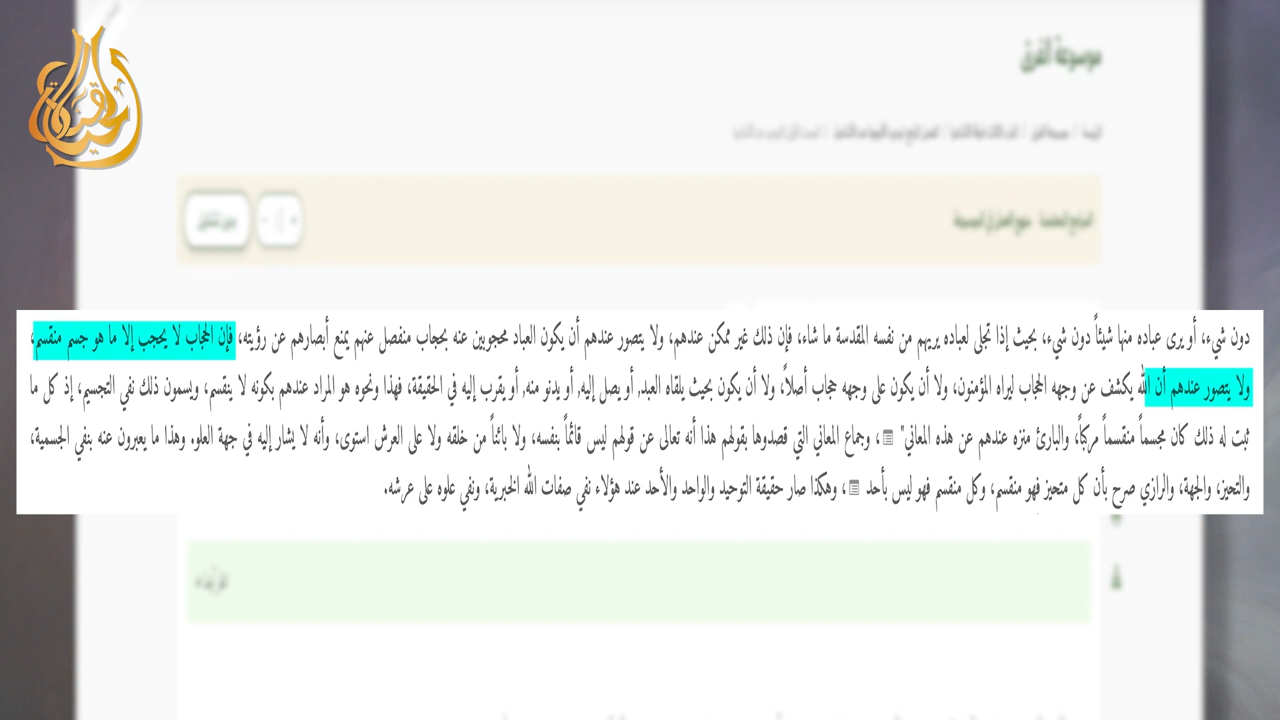 موسوعة الفرق
دون شيء، أو يرى عباده منها شيئاً دون شيء، بحيث إذا تجلى لعباده يريهم من نفسه المقدسة ما شاء، فإن ذلك غير ممكن عندهم، ولا يتصور عندهم أن يكون العباد محجوبين عنه بحجاب منفصل عنهم يمنع أبصارهم عن رؤيته، فإن الحجاب لا يحجب إلا ما هو جسم منقسم،
ولا يتصور عندهم أن الله يكشف عن وجهه الحجاب ليراه المؤمنون، ولا أن يكون على وجهه حجاب أصلاً، ولا أن يكون بحيث يلقاه العبد, أو يصل إليه, أو يدنو منه, أو يقرب إليه في الحقيقة، فهذا ونحوه هو المراد عندهم بكونه لا ينقسم، ويسمون ذلك نفي التجسيم، إذ كل ما
ثبت له ذلك كان مجسماً منقسماً مركباً، والبارئ منزه عندهم عن هذه المعاني" ، وجماع المعاني التي قصدوها بقولهم هذا أنه تعالى عن قولهم ليس قائماً بنفسه، ولا بائناً من خلقه ولا على العرش استوى، وأنه لا يشار إليه في جهة العلو. وهذا ما يعبرون عنه بنفي الجسمية,
والتحيز، والجهة، والرازي صرح بأن كل متحيز فهو منقسم، وكل منقسم فهو ليس بأحد ، وهكذا صار حقيقة التوحيد والواحد والأحد عند هؤلاء نفي صفات الله الخبرية، ونفي علوه على عرشه.